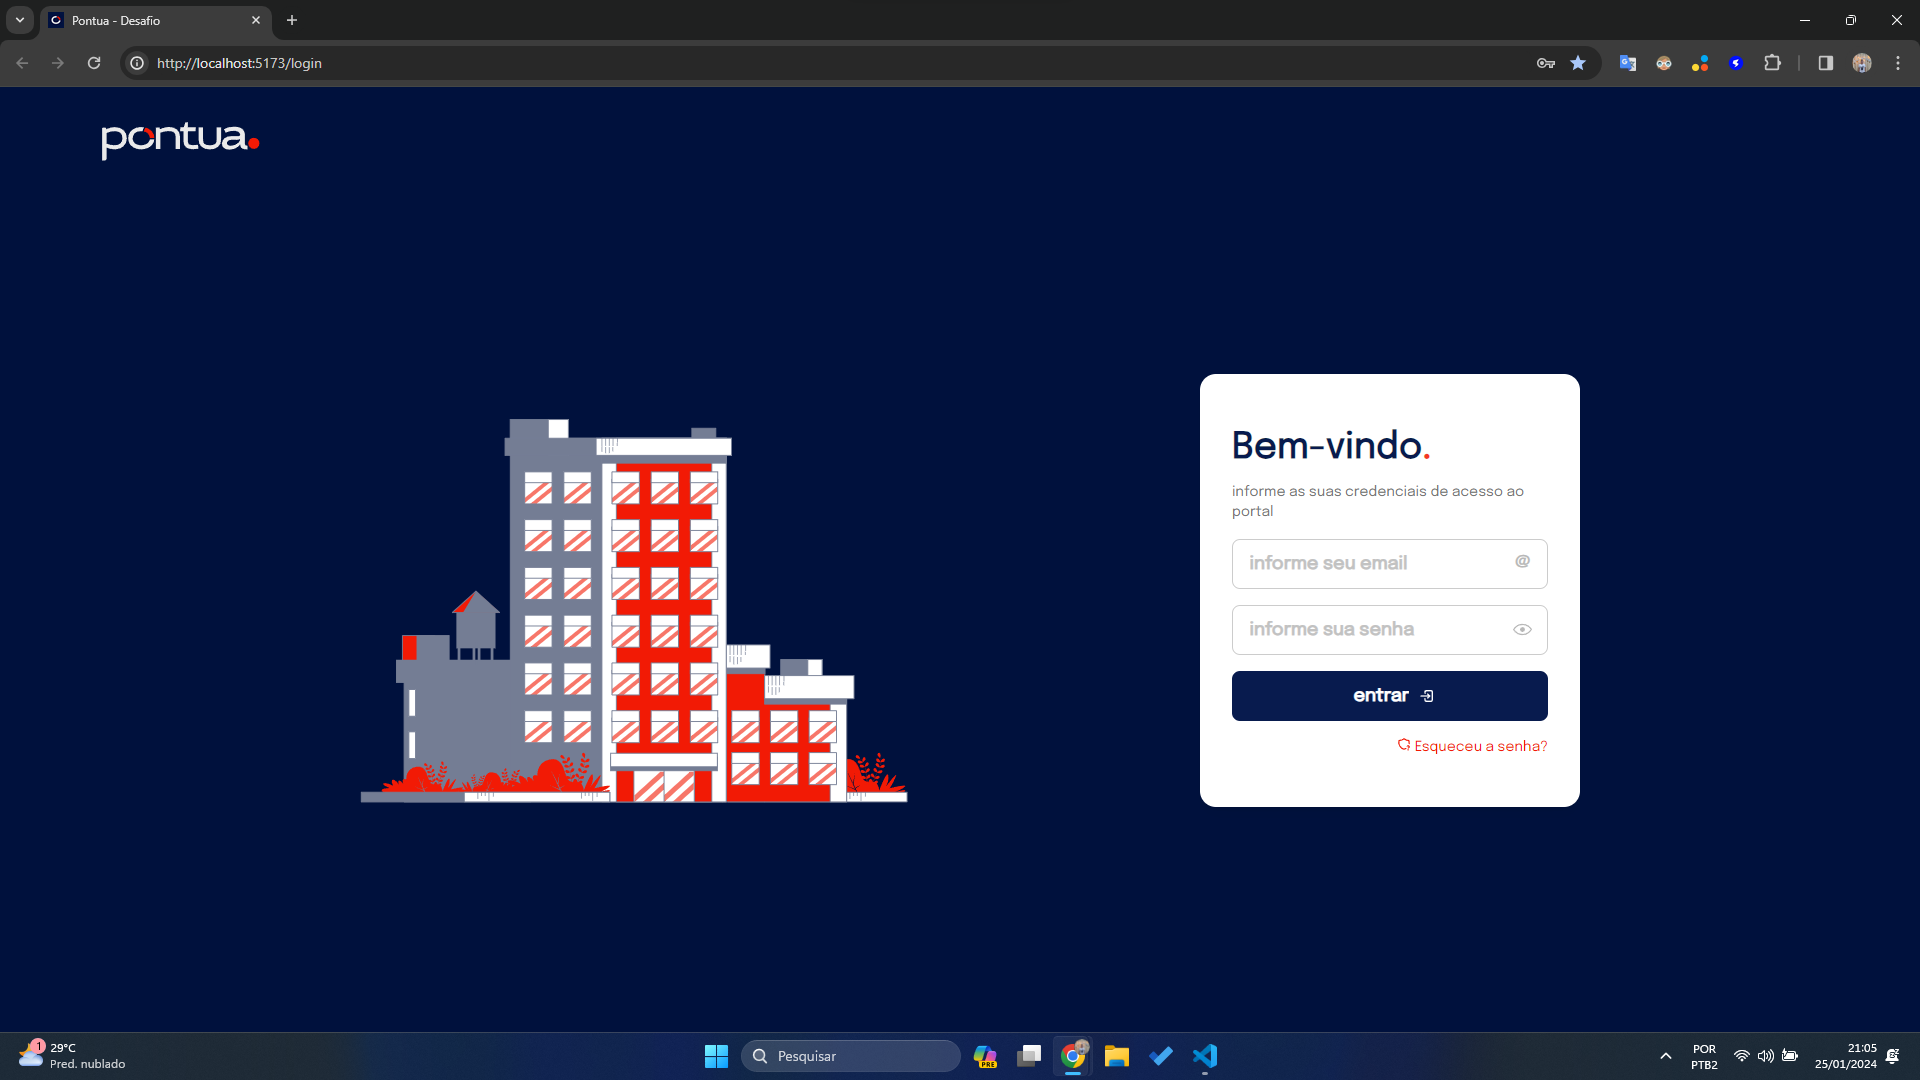 Pontua - Desafio
http://localhost:5173/login
pontua.
Bem-vindo.
informe as suas credenciais de acesso ao
portal
informe seu email @
informe sua senha
entrar
Esqueceu a senha?
1
29°C
Pred. nublado
Pesquisar
PRE
POR
PTB2
21:05
25/01/2024